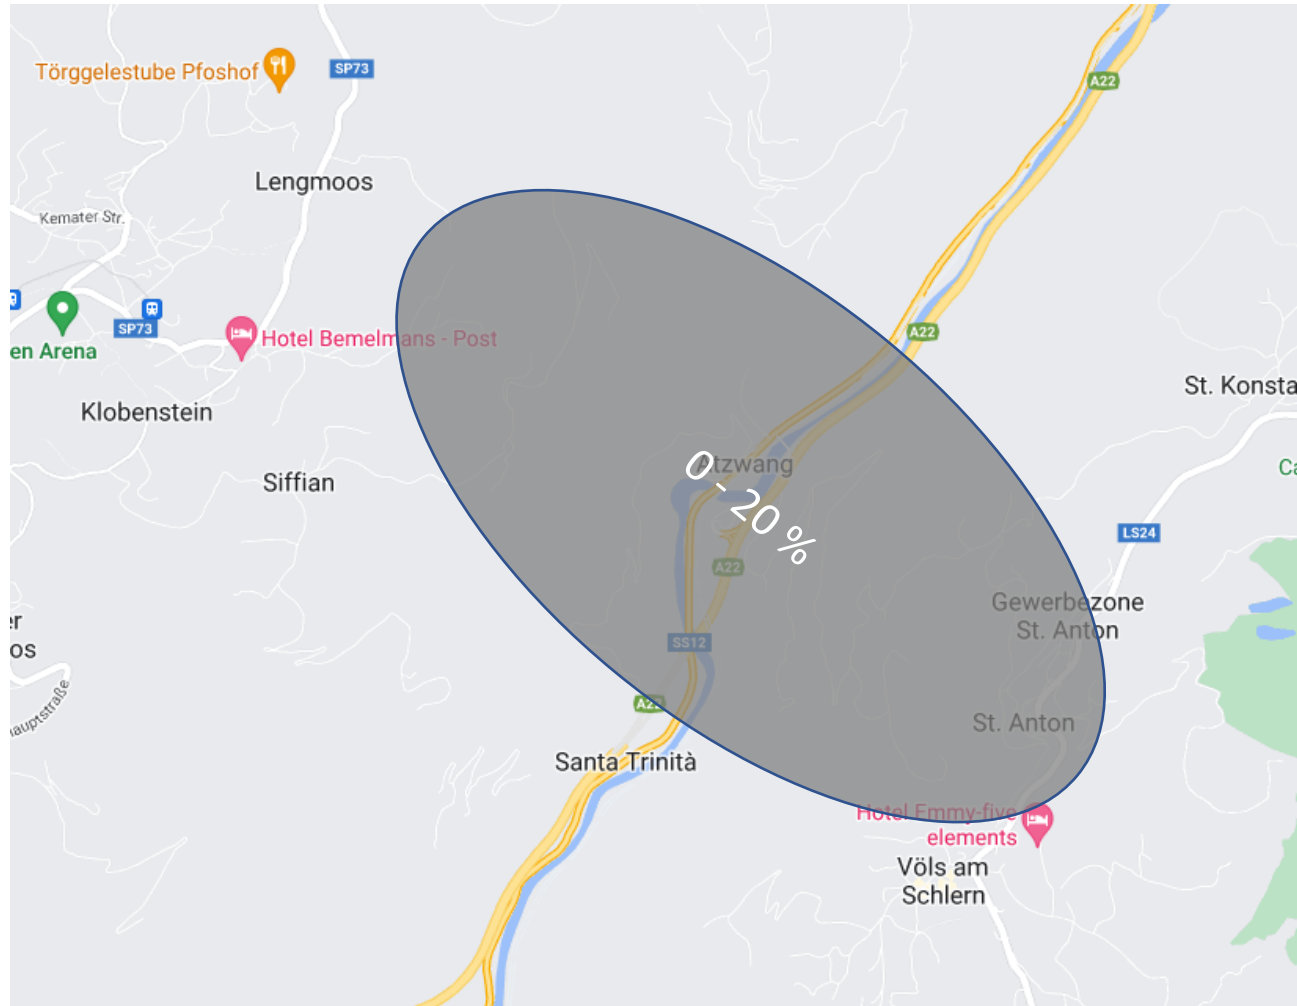 Törggelestube Pfoshof
SP73
A22
Lengmoos
Kemater Str.
SP73
en Arena
Hotel Bemelmans - Post
A22
St. Konsta
Klobenstein
Atzwang
Siffian
0 - 20 %
Ca
LS24
A22
Gewerbezone
St. Anton
er
os
SS12
hauptstraße
A22
St. Anton
Santa Trinità
Hotel Emmy-five
elements
Völs am
Schlern